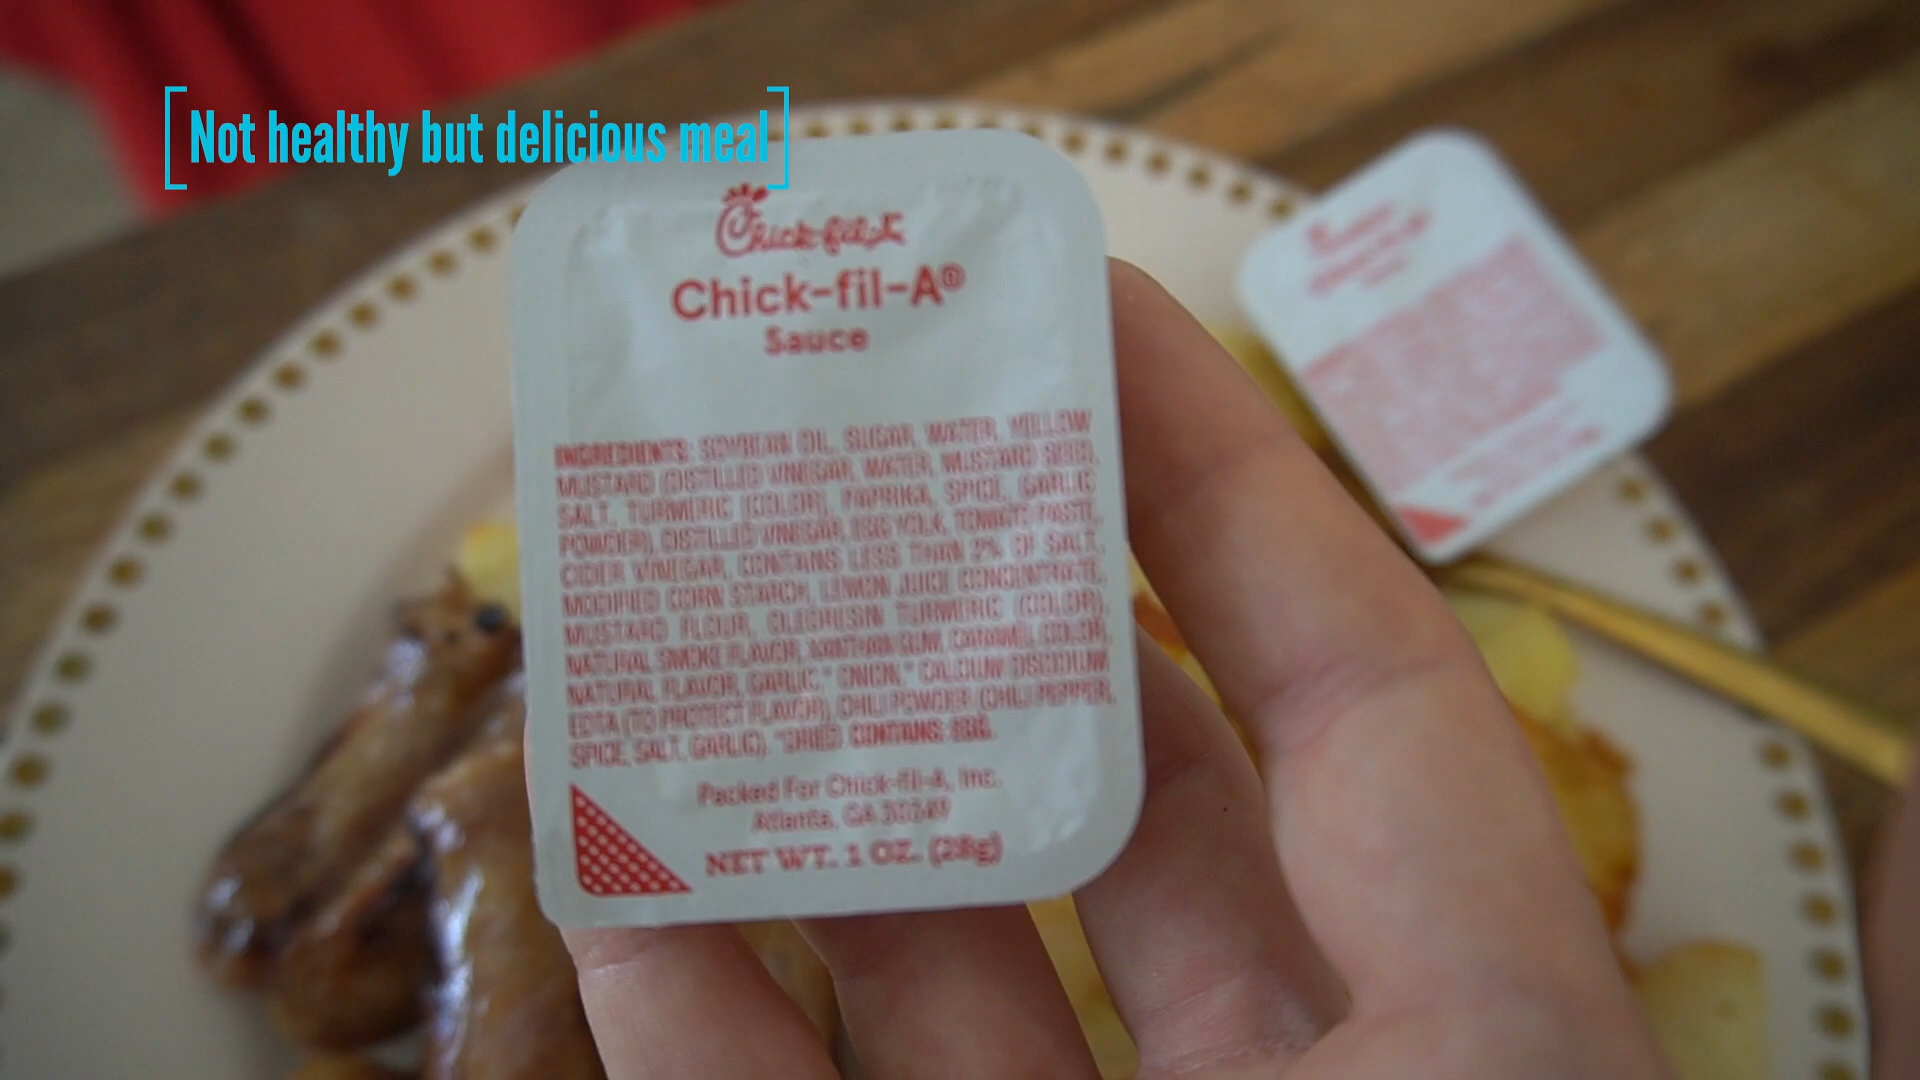 Not healthy but delicious meal
Chick-fil-A
Chick-fil-A®
Sauce
INGREDIENTS: SOYBEAN OIL, SUGAR, WATER, YELLOW
MUSTARD (DISTILLED VINEGAR, WATER, MUSTARD SEED,
SALT, TURMERIC (COLOR), PAPRIKA, SPICE, GARLIC
POWDER), DISTILLED VINEGAR, EGG YOLK, TOMATO PASTE,
CIDER VINEGAR, CONTAINS LESS THAN 2% OF SALT,
MODIFIED CORN STARCH, LEMON JUICE CONCENTRATE,
MUSTARD FLOUR, OLEORESIN TURMERIC (COLOR),
NATURAL SMOKE FLAVOR, XANTHAN GUM, CARAMEL COLOR,
NATURAL FLAVOR, GARLIC,* ONION,* CALCIUM DISODIUM
EDTA (TO PROTECT FLAVOR), CHILI POWDER (CHILI PEPPER,
SPICE, SALT, GARLIC). *DRIED. CONTAINS: EGG.
Packed For Chick-fil-A, Inc.
Atlanta, GA 30349
NET WT. 1 OZ. (28g)